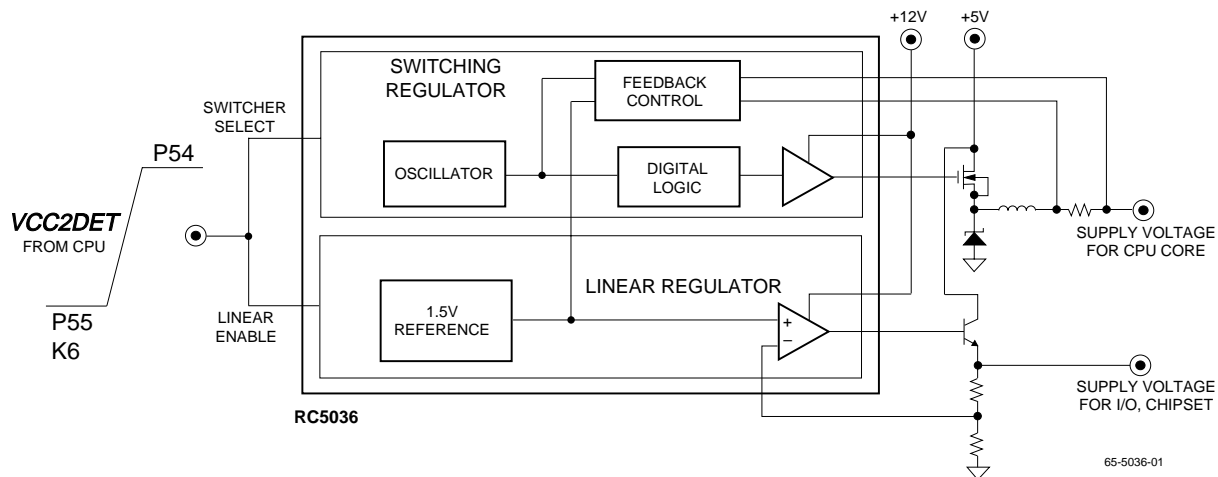 +12V
+5V
SWITCHING
REGULATOR
FEEDBACK
CONTROL
SWITCHER
SELECT
P54
OSCILLATOR
DIGITAL
LOGIC
VCC2DET
FROM CPU
SUPPLY VOLTAGE
FOR CPU CORE
LINEAR REGULATOR
P55
K6
LINEAR
ENABLE
1.5V
REFERENCE
+
–
RC5036
SUPPLY VOLTAGE
FOR I/O, CHIPSET
65-5036-01